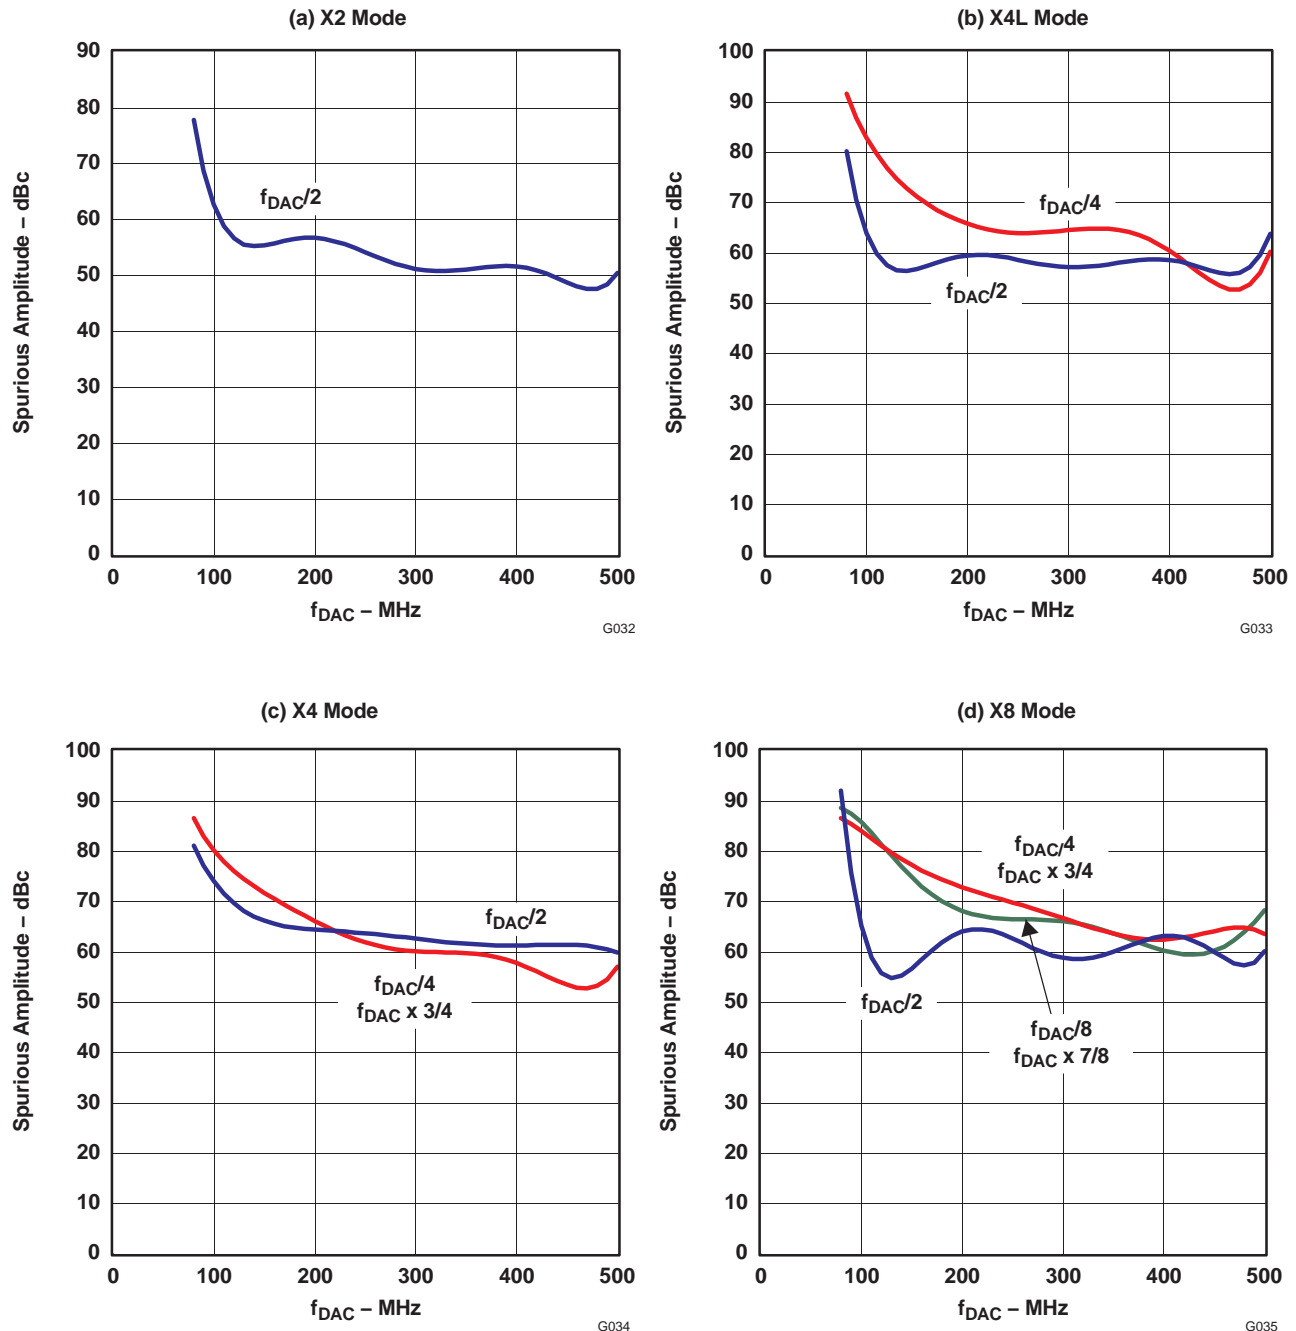 (a) X2 Mode
90
80
70
60
50
40
30
20
10
0
0 100 200 300 400 500
Spurious Amplitude – dBc
fDAC/2
fDAC – MHz
G032
(b) X4L Mode
100
90
80
70
60
50
40
30
20
10
0
0 100 200 300 400 500
Spurious Amplitude – dBc
fDAC/4
fDAC/2
fDAC – MHz
G033
(c) X4 Mode
100
90
80
70
60
50
40
30
20
10
0
0 100 200 300 400 500
Spurious Amplitude – dBc
fDAC/2
fDAC/4
fDAC x 3/4
fDAC – MHz
G034
(d) X8 Mode
100
90
80
70
60
50
40
30
20
10
0
0 100 200 300 400 500
Spurious Amplitude – dBc
fDAC/4
fDAC x 3/4
fDAC/2
fDAC/8
fDAC x 7/8
fDAC – MHz
G035